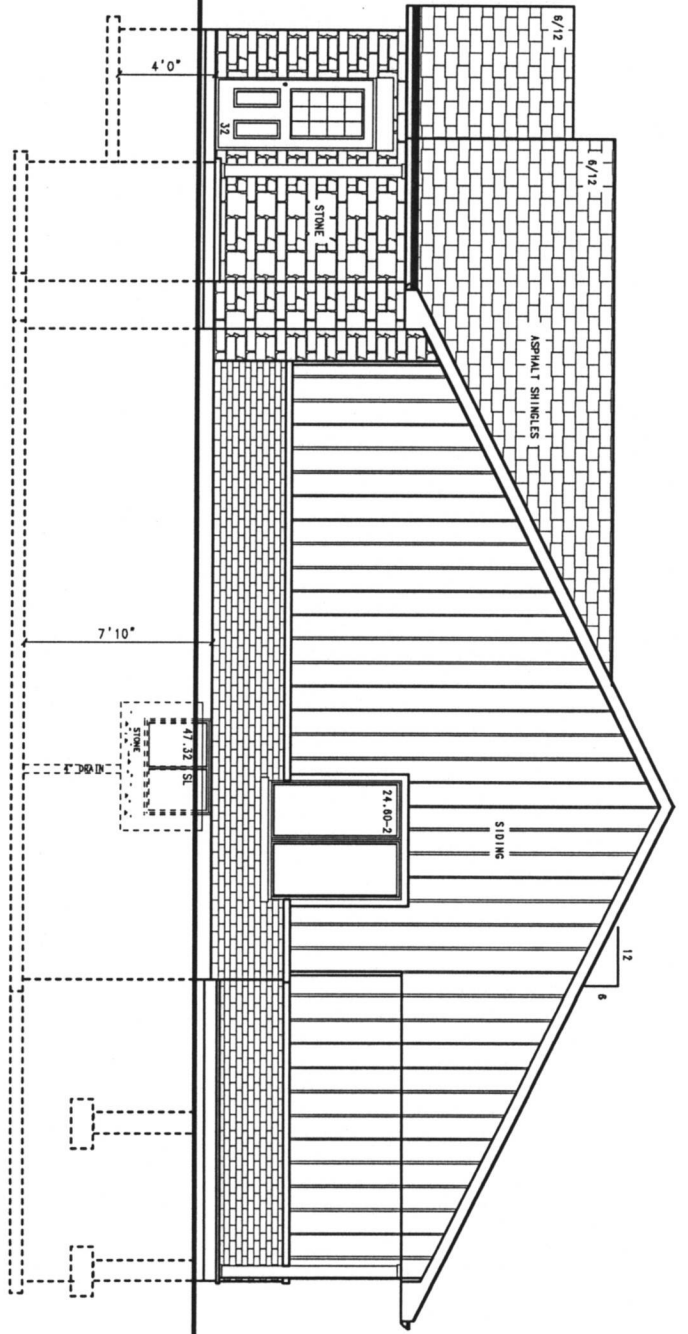 6/12
6/12
ASPHALT SHINGLES
12
6
SIDING
STONE
32
24.60-2
4'0"
7'10"
47.32 SL
STONE
4" DRAIN